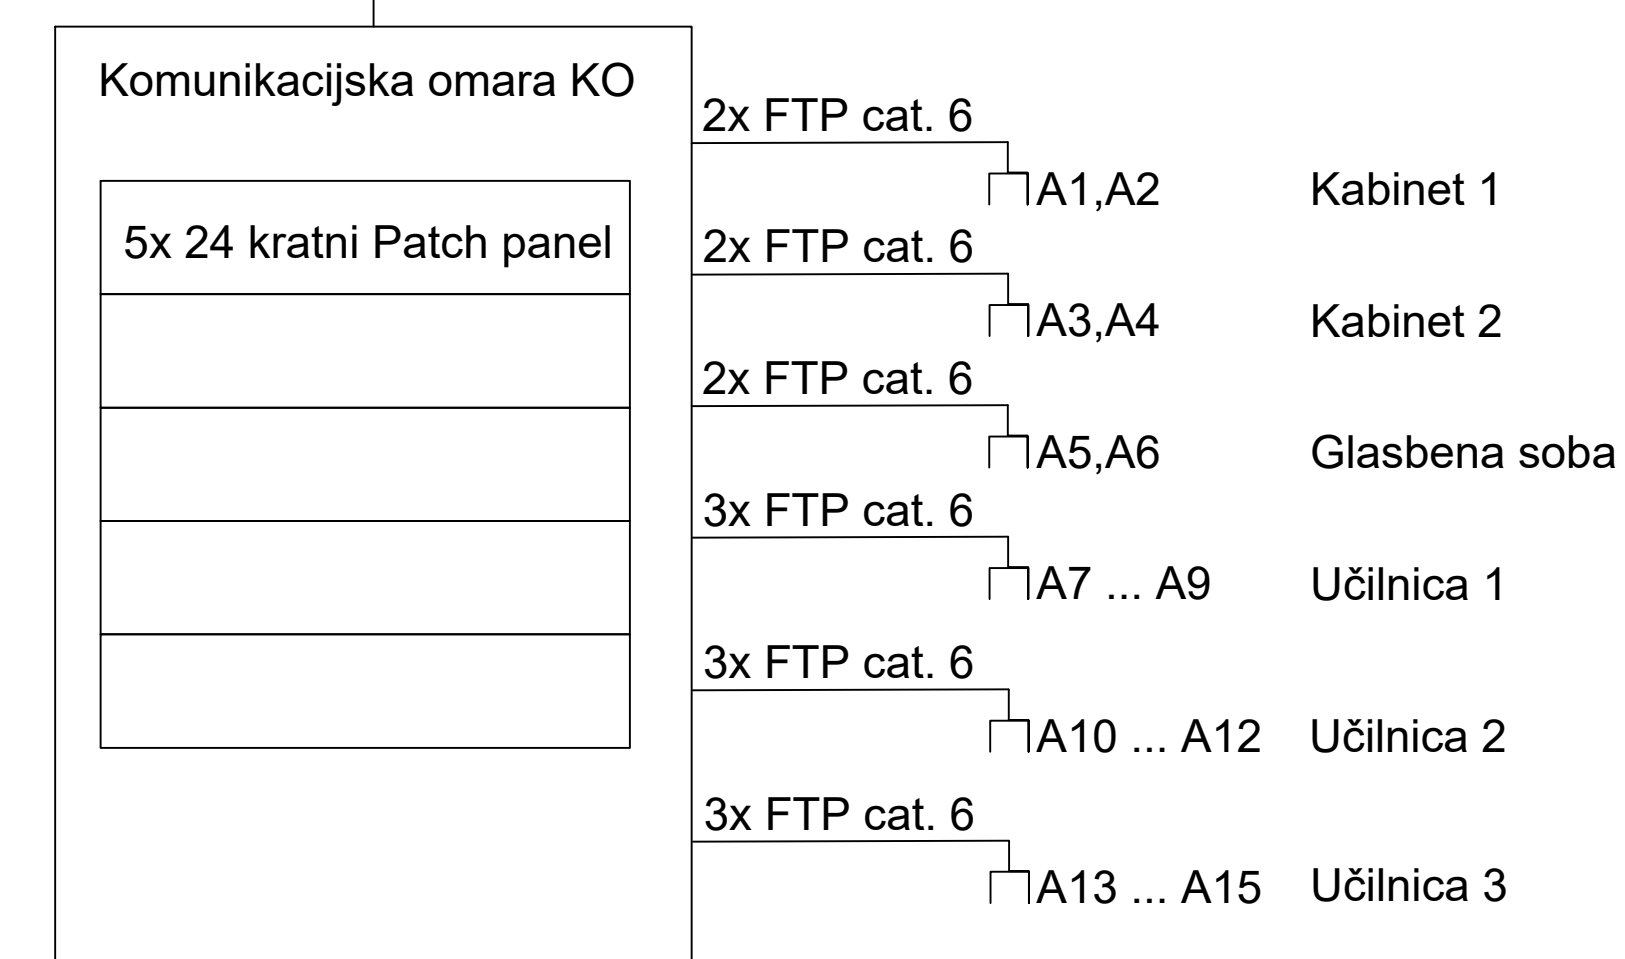 Komunikacijska omara KO
5x 24 kratni Patch panel
2x FTP cat. 6
A1,A2 Kabinet 1
2x FTP cat. 6
A3,A4 Kabinet 2
2x FTP cat. 6
A5,A6 Glasbena soba
3x FTP cat. 6
A7 ... A9 Učilnica 1
3x FTP cat. 6
A10 ... A12 Učilnica 2
3x FTP cat. 6
A13 ... A15 Učilnica 3